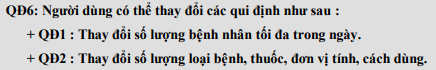 QĐ6: Người dùng có thể thay đổi các qui định như sau :
+ QĐ1 : Thay đổi số lượng bệnh nhân tối đa trong ngày.
+ QĐ2 : Thay đổi số lượng loại bệnh, thuốc, đơn vị tính, cách dùng.